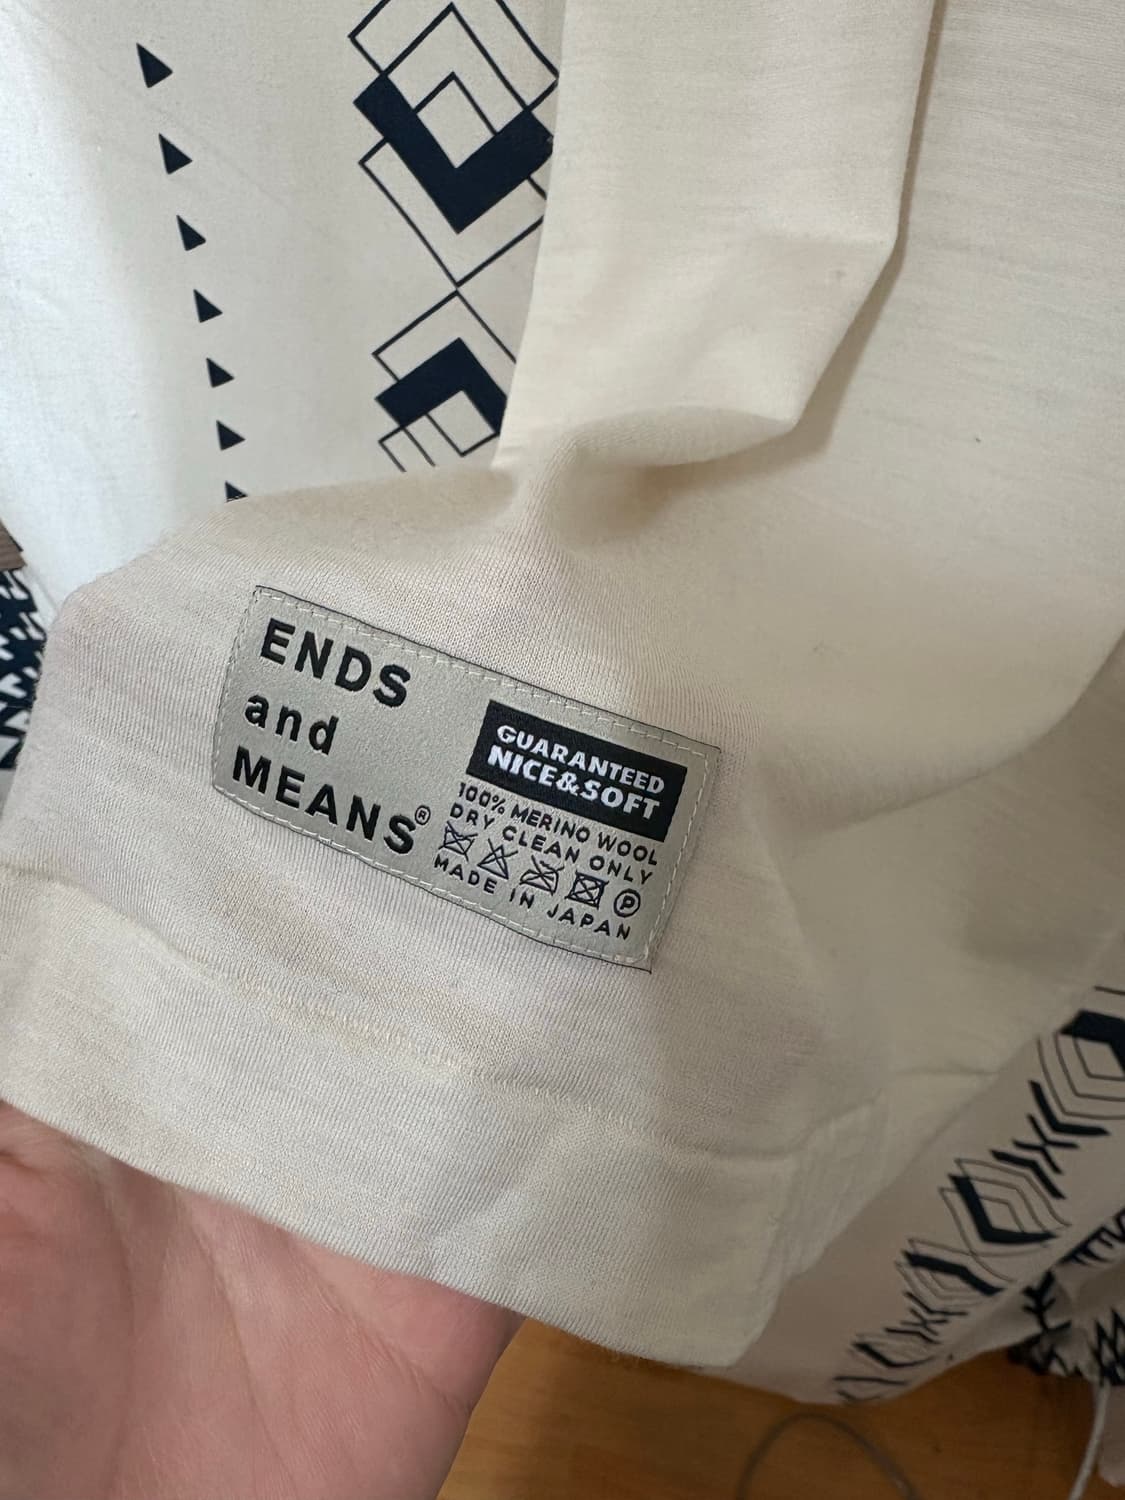 ENDS
and
MEANS®
GUARANTEED
NICE&SOFT
100% MERINO WOOL
DRY CLEAN ONLY
P
MADE IN JAPAN